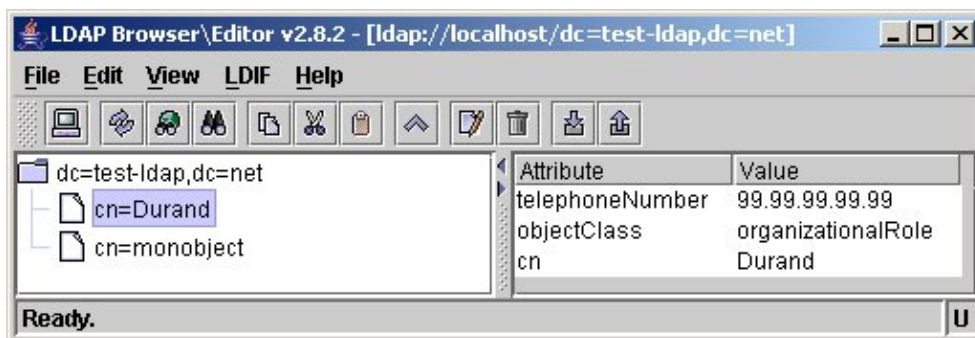 LDAP Browser\Editor v2.8.2 - [ldap://localhost/dc=test-ldap,dc=net]
File Edit View LDIF Help
dc=test-ldap,dc=net
cn=Durand
cn=monobject
Attribute Value
telephoneNumber 99.99.99.99.99
objectClass organizationalRole
cn Durand
Ready.
U